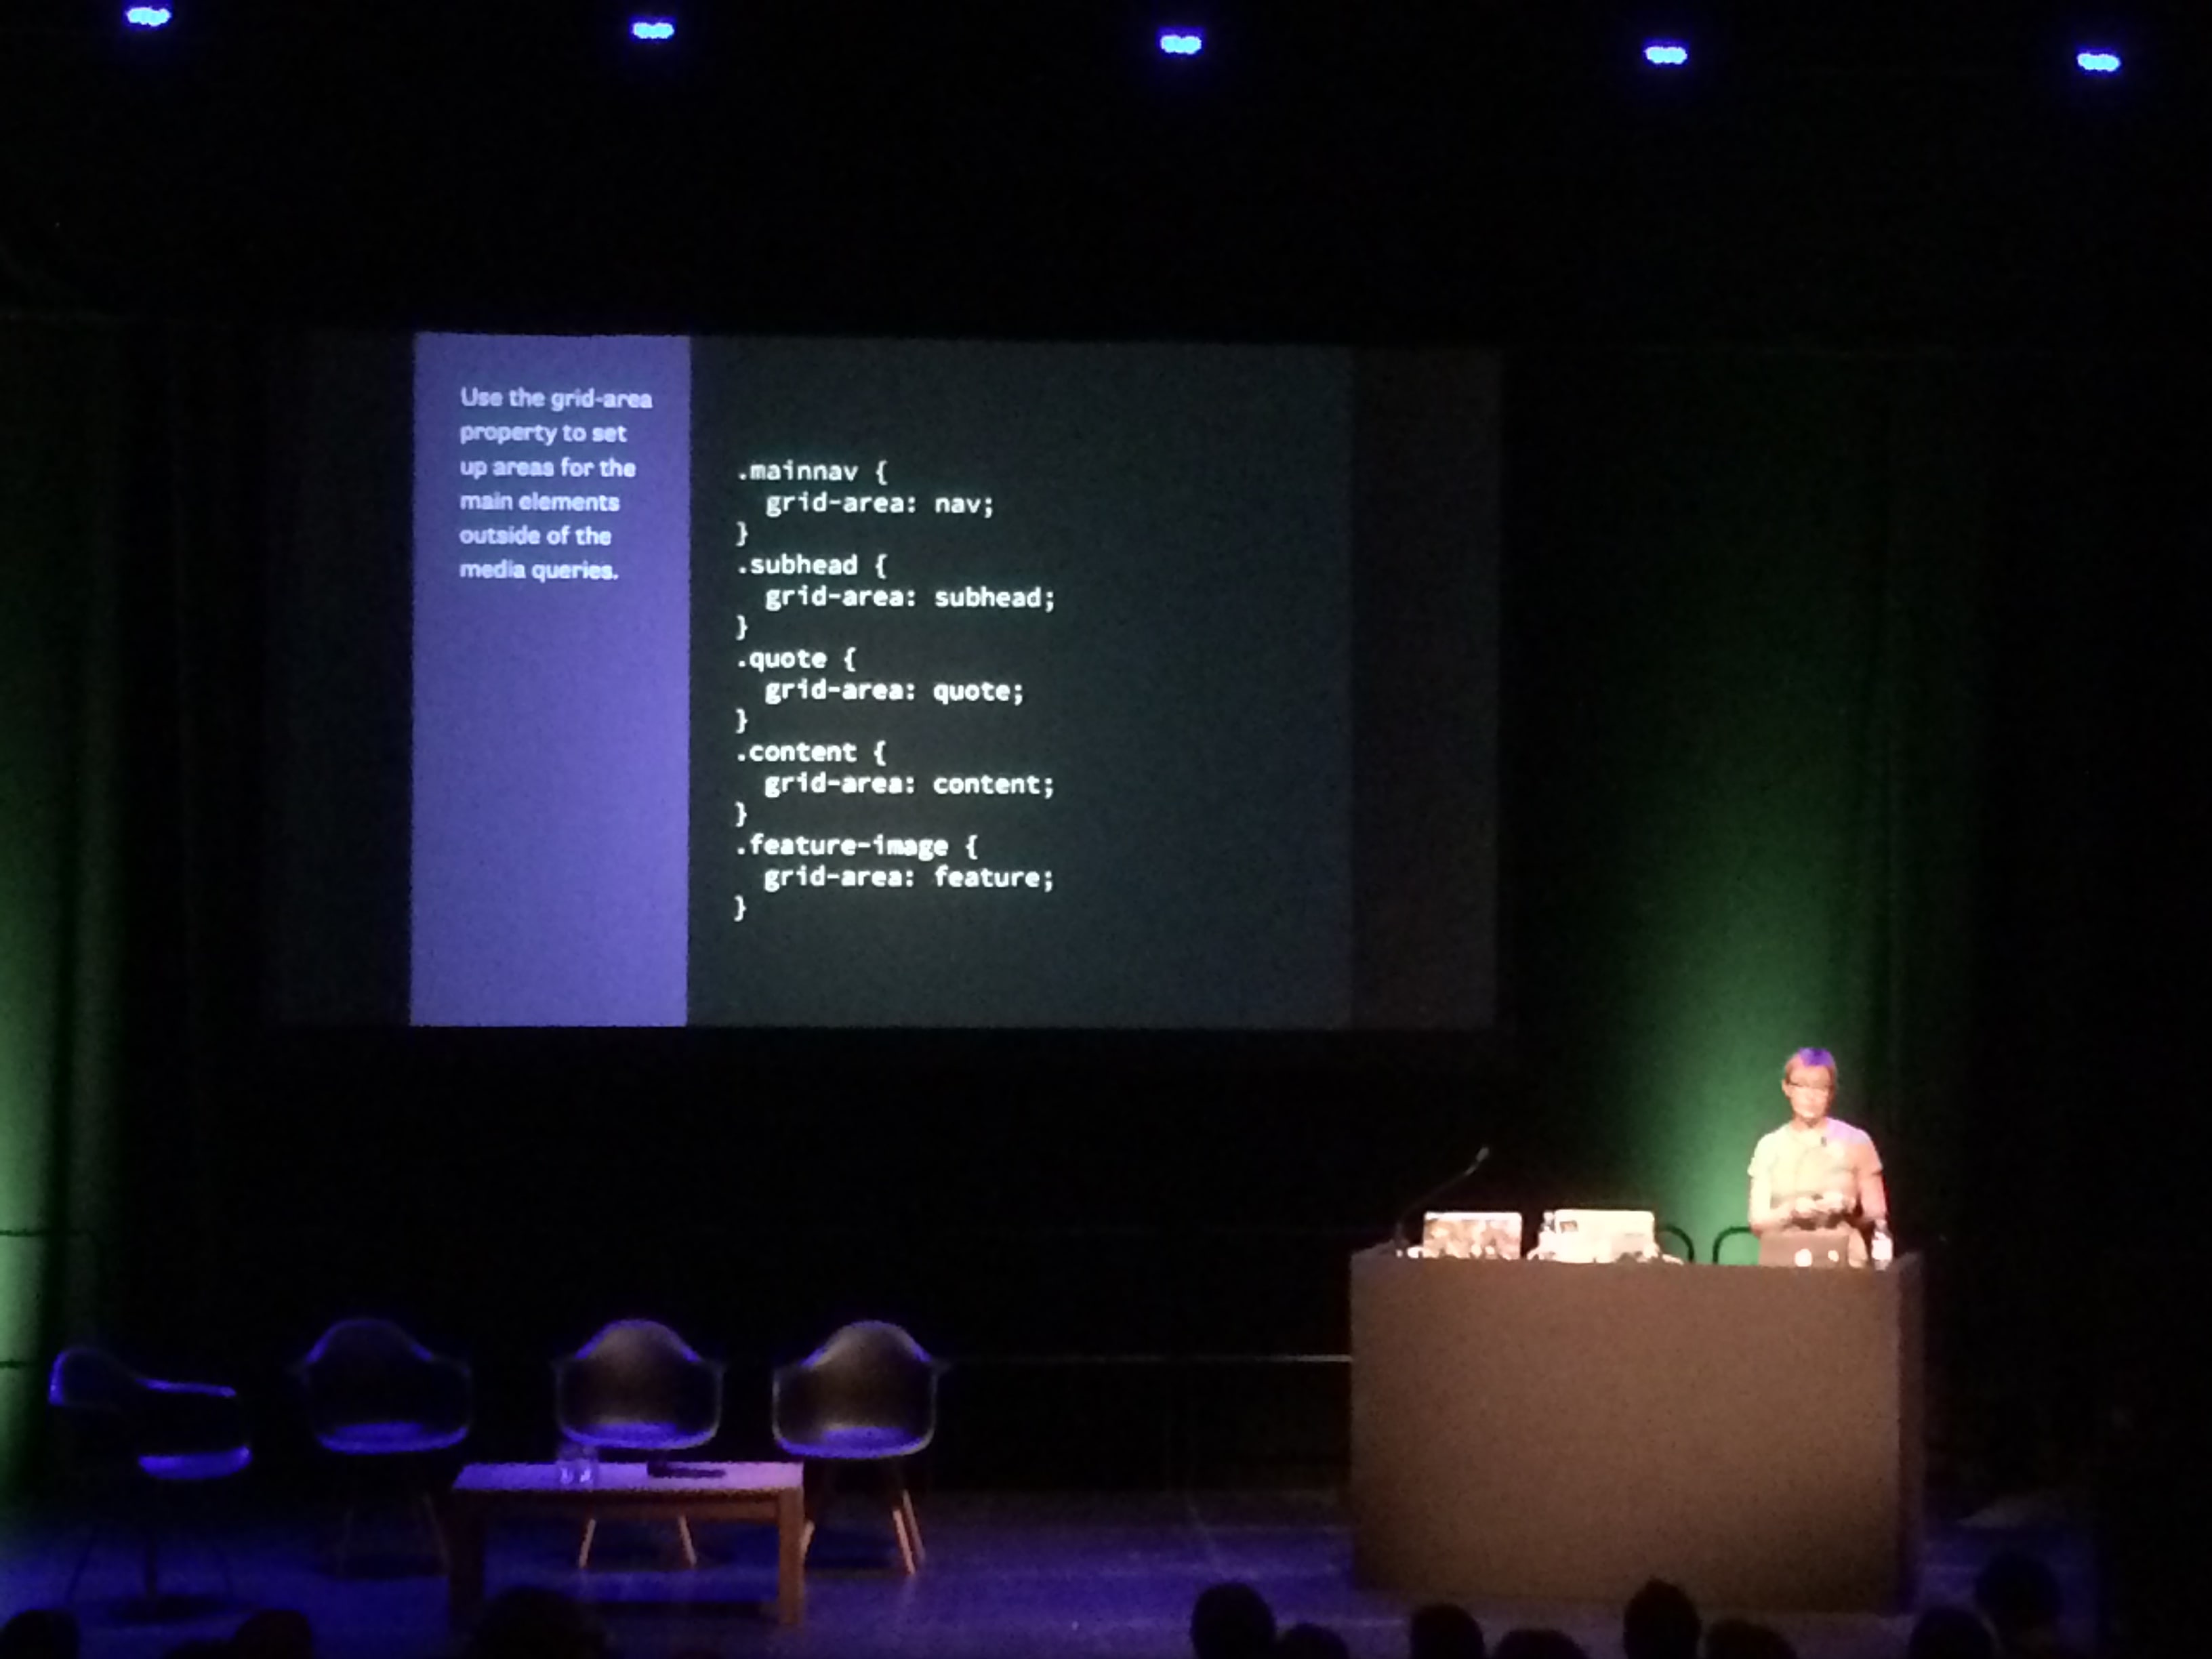 Use the grid-area
property to set
up areas for the
main elements
outside of the
media queries.
.mainnav {
  grid-area: nav;
}
.subhead {
  grid-area: subhead;
}
.quote {
  grid-area: quote;
}
.content {
  grid-area: content;
}
.feature-image {
  grid-area: feature;
}